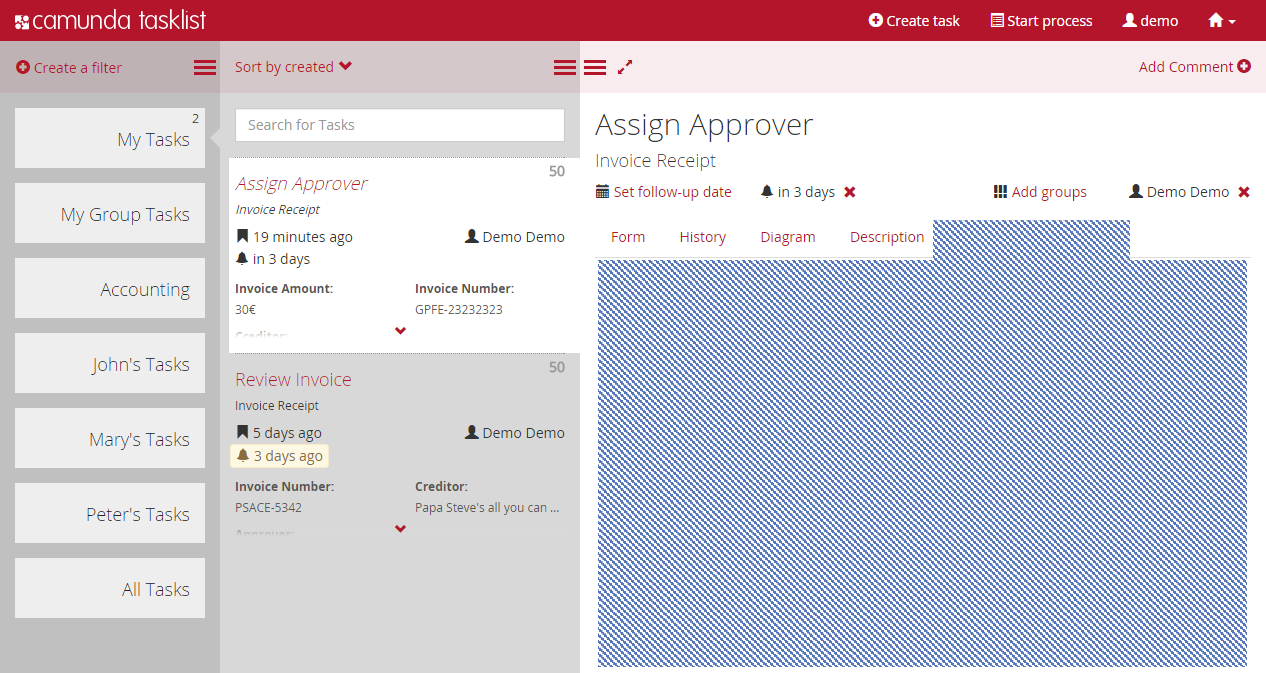 camunda tasklist
Create task
Start process
demo
Create a filter
Sort by created
Add Comment
2
My Tasks
My Group Tasks
Accounting
John's Tasks
Mary's Tasks
Peter's Tasks
All Tasks
Search for Tasks
50
Assign Approver
Invoice Receipt
19 minutes ago
Demo Demo
in 3 days
Invoice Amount:
Invoice Number:
30€
GPFE-23232323
Creditor:
50
Review Invoice
Invoice Receipt
5 days ago
Demo Demo
3 days ago
Invoice Number:
Creditor:
PSACE-5342
Papa Steve's all you can ...
Approver:
Assign Approver
Invoice Receipt
Set follow-up date
in 3 days
Add groups
Demo Demo
Form
History
Diagram
Description